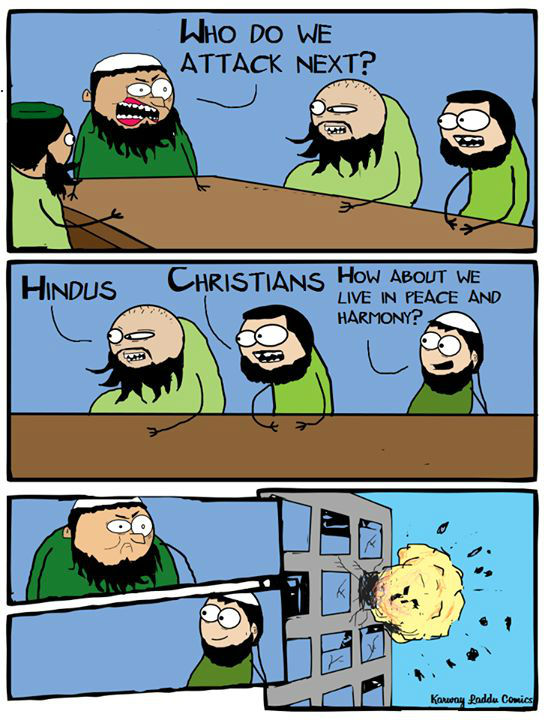 WHO DO WE
ATTACK NEXT?
HINDUS
CHRISTIANS
HOW ABOUT WE
LIVE IN PEACE AND
HARMONY?
Karway Laddu Comics